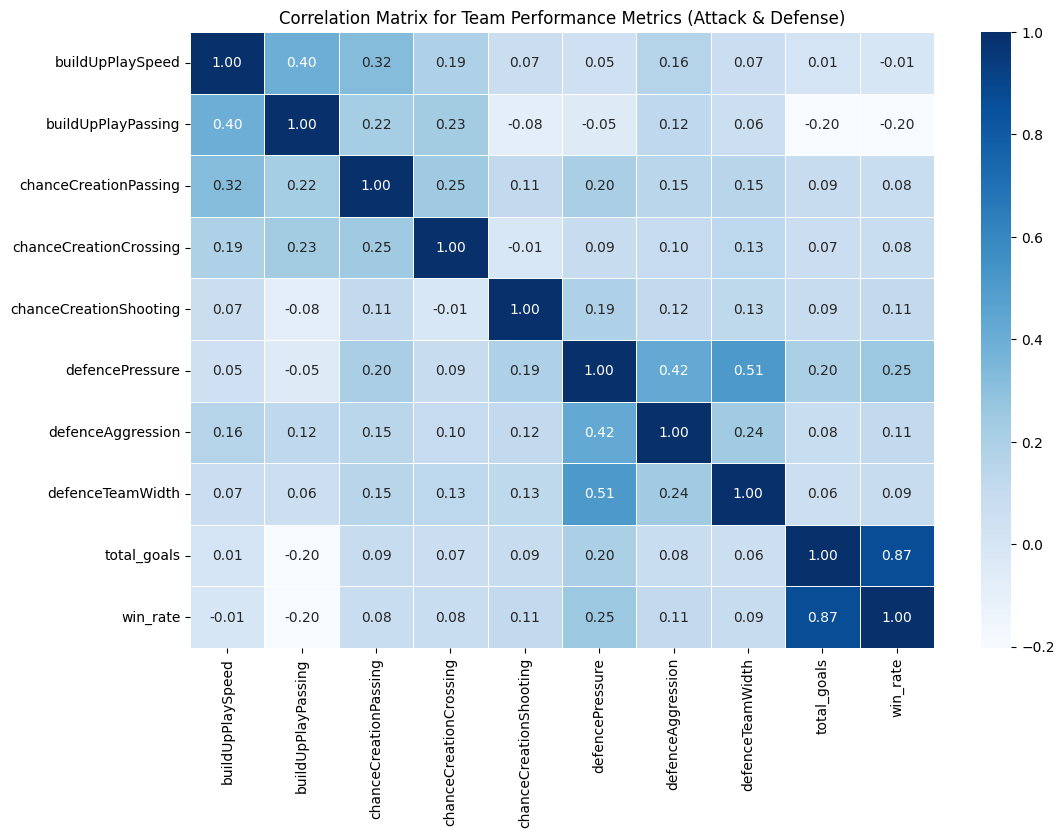 Correlation Matrix for Team Performance Metrics (Attack & Defense)
buildUpPlaySpeed 1.00 0.40 0.32 0.19 0.07 0.05 0.16 0.07 0.01 -0.01
buildUpPlayPassing 0.40 1.00 0.22 0.23 -0.08 -0.05 0.12 0.06 -0.20 -0.20
chanceCreationPassing 0.32 0.22 1.00 0.25 0.11 0.20 0.15 0.15 0.09 0.08
chanceCreationCrossing 0.19 0.23 0.25 1.00 -0.01 0.09 0.10 0.13 0.07 0.08
chanceCreationShooting 0.07 -0.08 0.11 -0.01 1.00 0.19 0.12 0.13 0.09 0.11
defencePressure 0.05 -0.05 0.20 0.09 0.19 1.00 0.42 0.51 0.20 0.25
defenceAggression 0.16 0.12 0.15 0.10 0.12 0.42 1.00 0.24 0.08 0.11
defenceTeamWidth 0.07 0.06 0.15 0.13 0.13 0.51 0.24 1.00 0.06 0.09
total_goals 0.01 -0.20 0.09 0.07 0.09 0.20 0.08 0.06 1.00 0.87
win_rate -0.01 -0.20 0.08 0.08 0.11 0.25 0.11 0.09 0.87 1.00
buildUpPlaySpeed
buildUpPlayPassing
chanceCreationPassing
chanceCreationCrossing
chanceCreationShooting
defencePressure
defenceAggression
defenceTeamWidth
total_goals
win_rate
1.0
0.8
0.6
0.4
0.2
0.0
−0.2